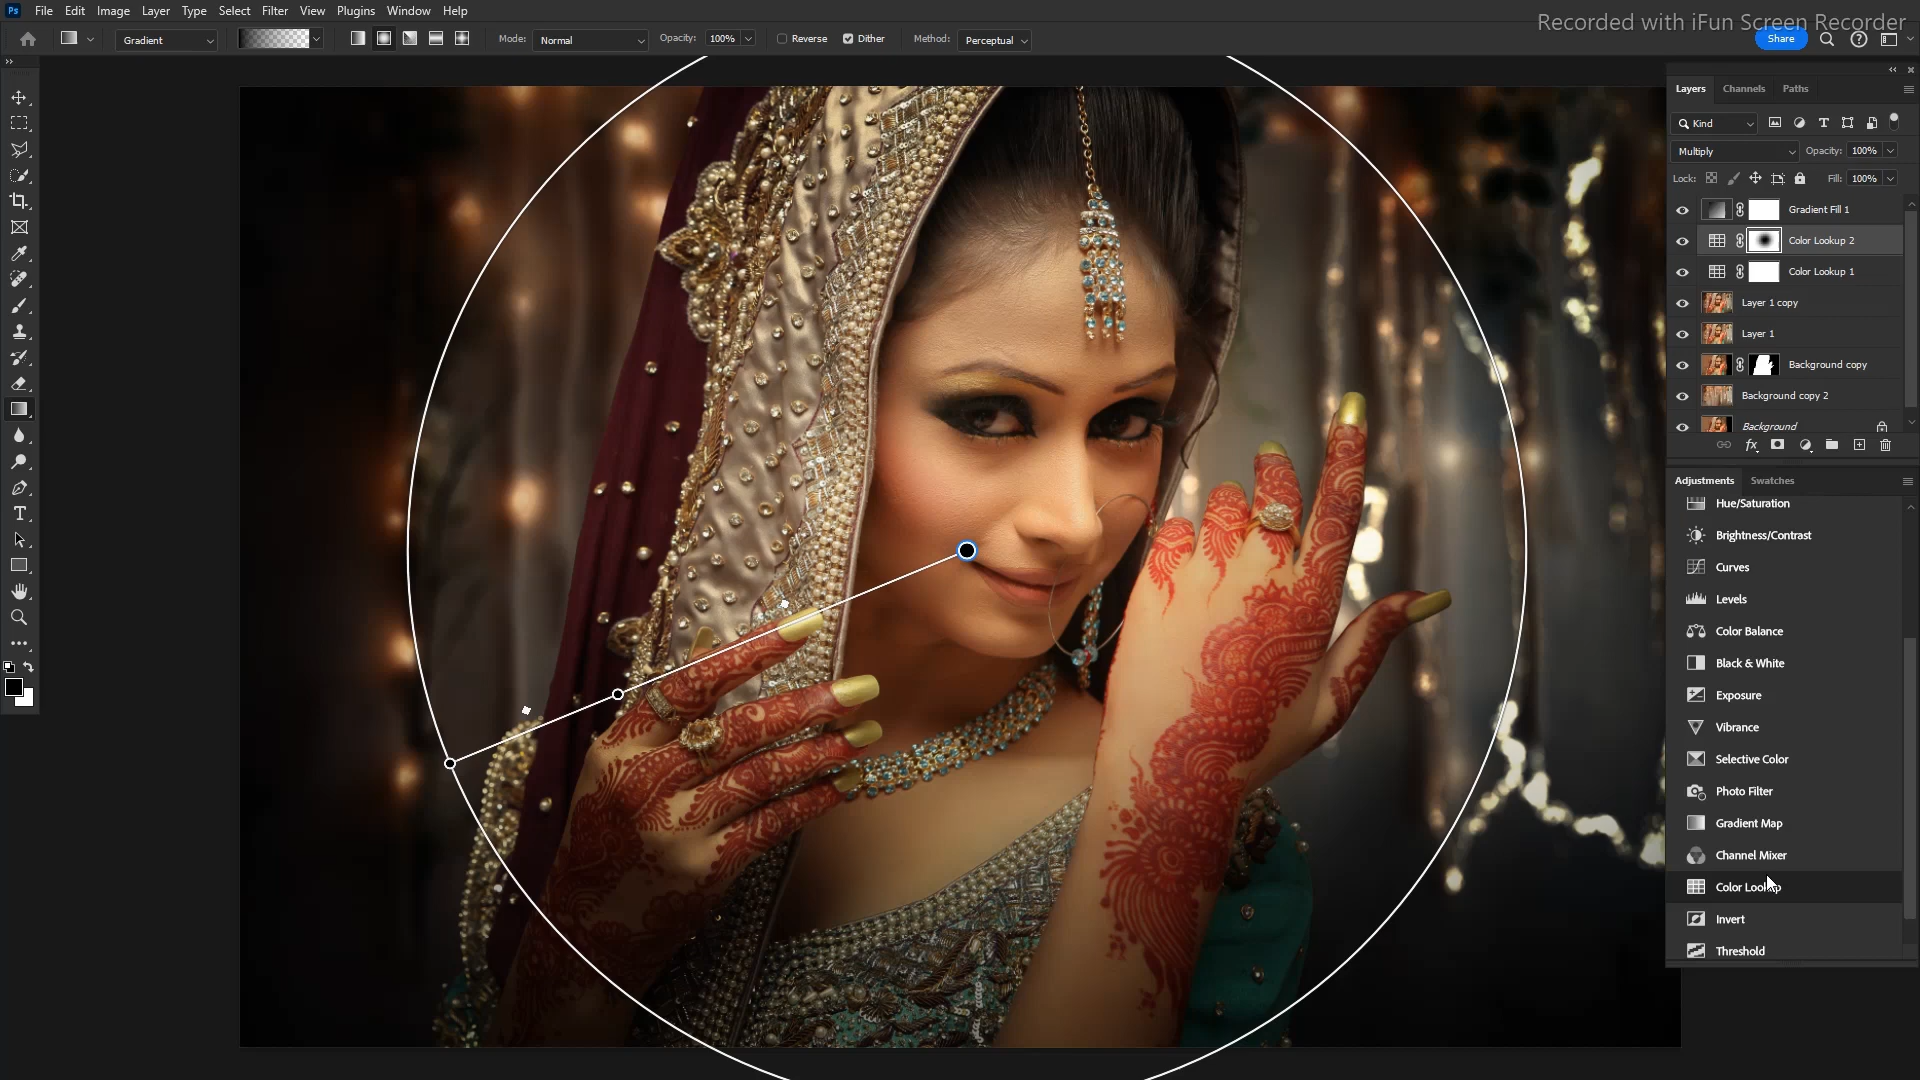 Ps File Edit Image Layer Type Select Filter View Plugins Window Help
Recorded with iFun Screen Recorder
Gradient Mode: Normal Opacity: 100% Reverse Dither Method: Perceptual Share
Layers Channels Paths
Kind
Multiply Opacity: 100%
Lock: Fill: 100%
Gradient Fill 1
Color Lookup 2
Color Lookup 1
Layer 1 copy
Layer 1
Background copy
Background copy 2
Background
fx
Adjustments Swatches
Hue/Saturation
Brightness/Contrast
Curves
Levels
Color Balance
Black & White
Exposure
Vibrance
Selective Color
Photo Filter
Gradient Map
Channel Mixer
Color Lookup
Invert
Threshold